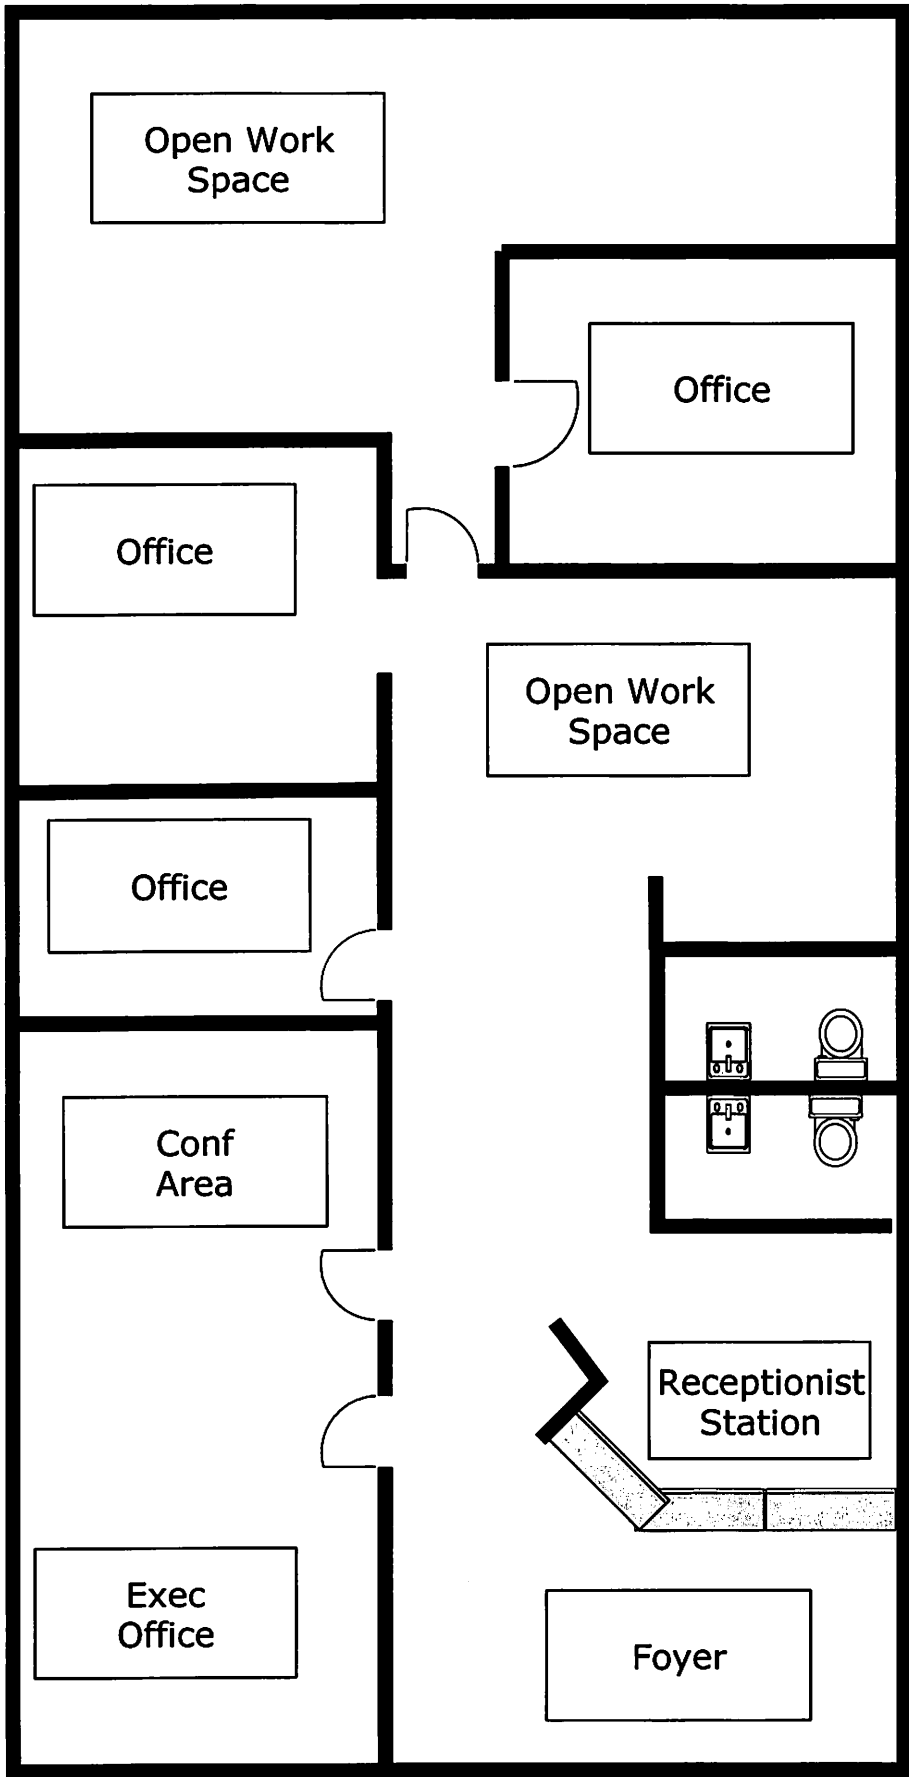 Open Work
Space
Office
Office
Open Work
Space
Office
Conf
Area
Receptionist
Station
Exec
Office
Foyer